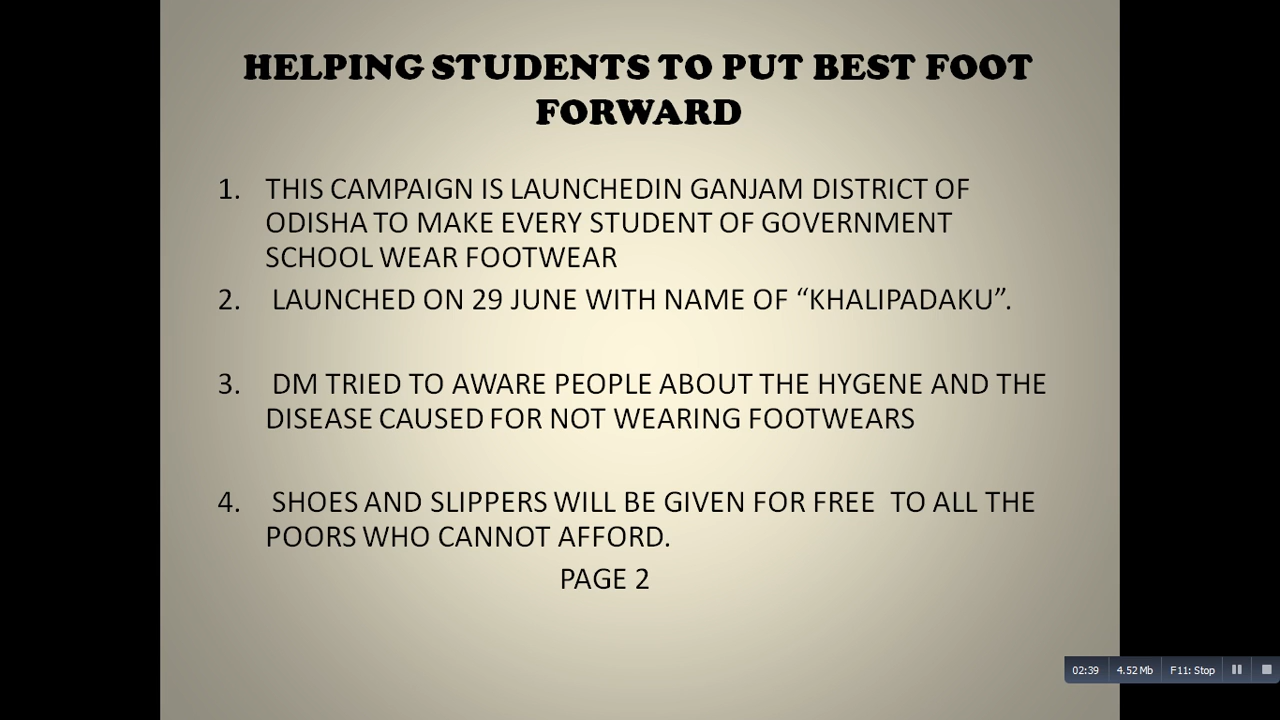 HELPING STUDENTS TO PUT BEST FOOT
FORWARD
1. THIS CAMPAIGN IS LAUNCHEDIN GANJAM DISTRICT OF
ODISHA TO MAKE EVERY STUDENT OF GOVERNMENT
SCHOOL WEAR FOOTWEAR
2. LAUNCHED ON 29 JUNE WITH NAME OF “KHALIPADAKU”.
3. DM TRIED TO AWARE PEOPLE ABOUT THE HYGENE AND THE
DISEASE CAUSED FOR NOT WEARING FOOTWEARS
4. SHOES AND SLIPPERS WILL BE GIVEN FOR FREE TO ALL THE
POORS WHO CANNOT AFFORD.
PAGE 2
02:39 4.52 Mb F11: Stop